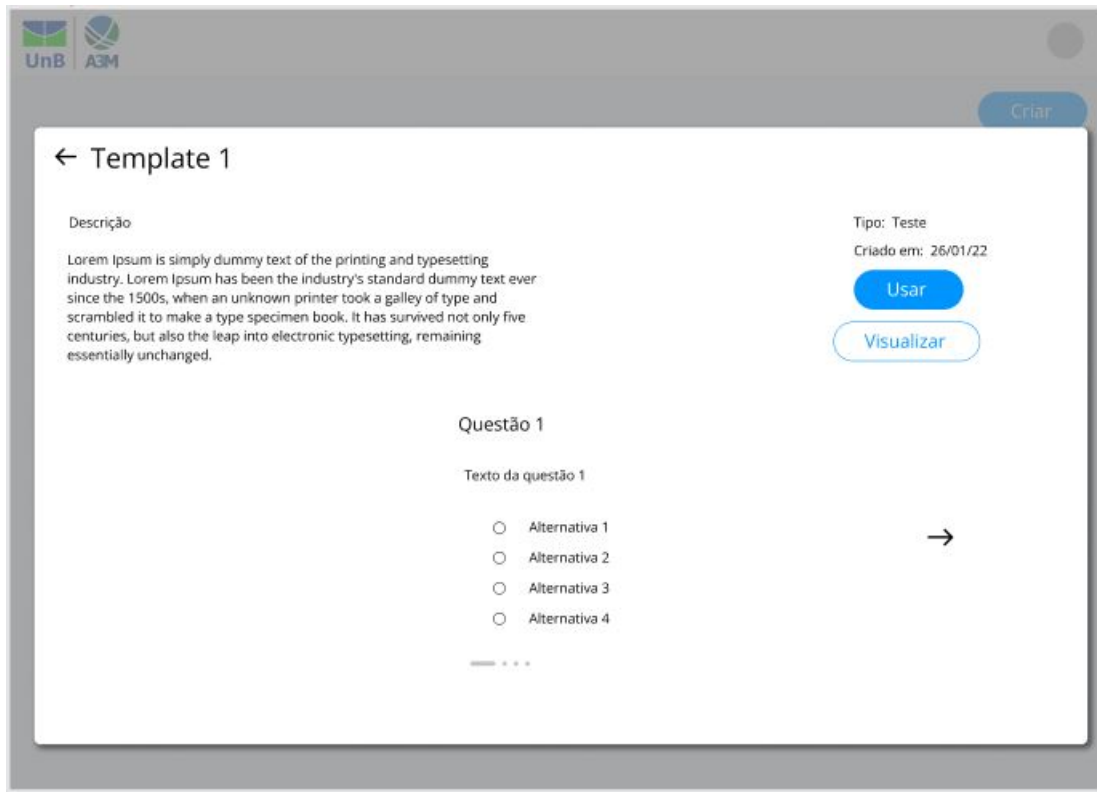 UnB
A3M
Criar
← Template 1
Descrição
Lorem Ipsum is simply dummy text of the printing and typesetting
industry. Lorem Ipsum has been the industry's standard dummy text ever
since the 1500s, when an unknown printer took a galley of type and
scrambled it to make a type specimen book. It has survived not only five
centuries, but also the leap into electronic typesetting, remaining
essentially unchanged.
Tipo: Teste
Criado em: 26/01/22
Usar
Visualizar
Questão 1
Texto da questão 1
Alternativa 1
Alternativa 2
Alternativa 3
Alternativa 4